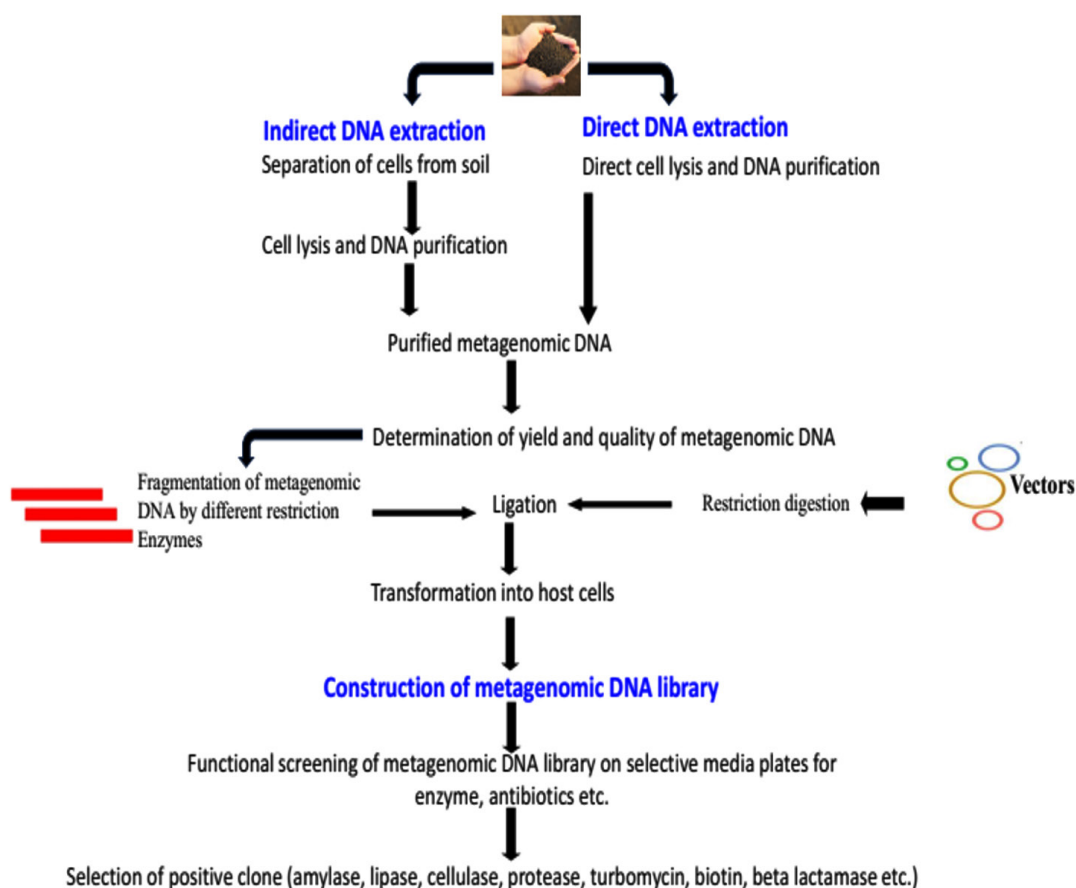 Indirect DNA extraction
Direct DNA extraction
Separation of cells from soil
Direct cell lysis and DNA purification
Cell lysis and DNA purification
Purified metagenomic DNA
Determination of yield and quality of metagenomic DNA
Fragmentation of metagenomic
DNA by different restriction
Enzymes
Ligation
Restriction digestion
Vectors
Transformation into host cells
Construction of metagenomic DNA library
Functional screening of metagenomic DNA library on selective media plates for
enzyme, antibiotics etc.
Selection of positive clone (amylase, lipase, cellulase, protease, turbomycin, biotin, beta lactamase etc.)